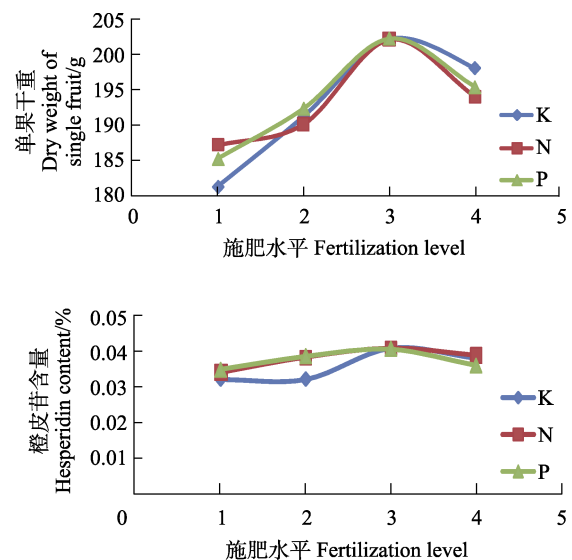 205
200
195
190
185
180
单果干重
Dry weight of
single fruit/g
K
N
P
0 1 2 3 4 5
施肥水平 Fertilization level
0.05
0.04
0.03
0.02
0.01
橙皮苷含量
Hesperidin content/%
K
N
P
0 1 2 3 4 5
施肥水平 Fertilization level